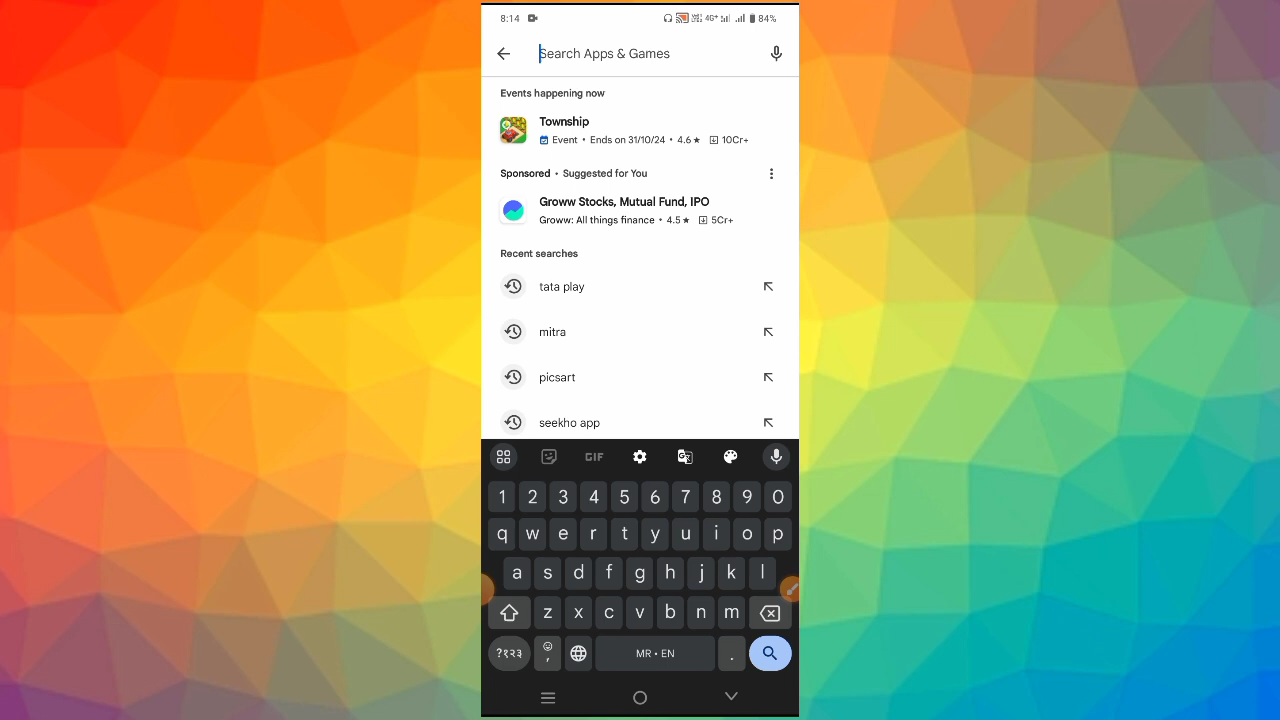 8:14 4G+ 84%
Search Apps & Games
Events happening now
Township
Event • Ends on 31/10/24 • 4.6★ 10Cr+
Sponsored • Suggested for You
Groww Stocks, Mutual Fund, IPO
Groww: All things finance • 4.5★ 5Cr+
Recent searches
tata play
mitra
picsart
seekho app
GIF
1 2 3 4 5 6 7 8 9 0
q w e r t y u i o p
a s d f g h j k l
z x c v b n m
?१२३ , MR • EN .